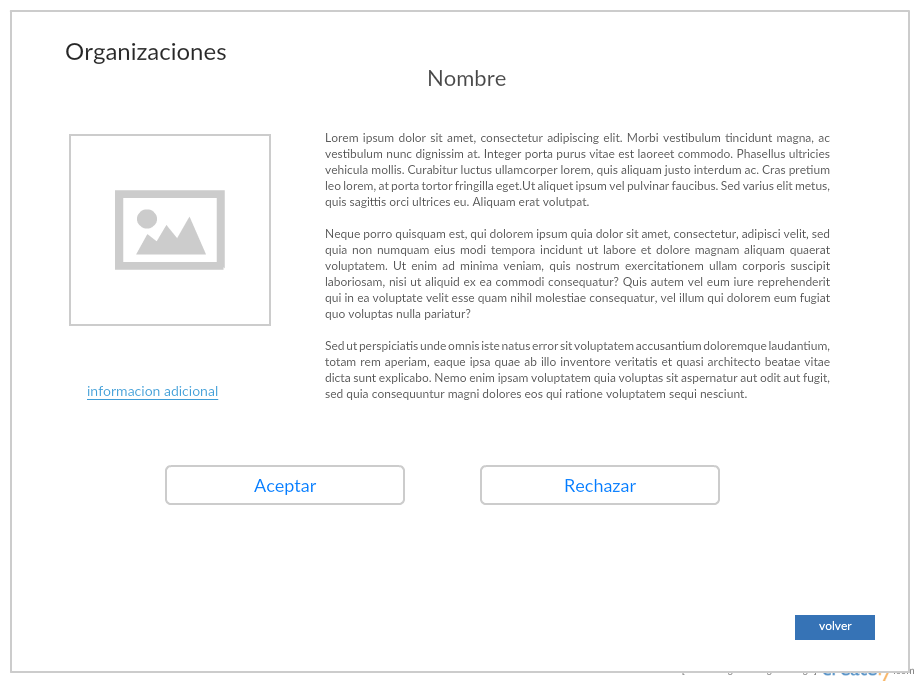 Organizaciones
Nombre
Lorem ipsum dolor sit amet, consectetur adipiscing elit. Morbi vestibulum tincidunt magna, ac
vestibulum nunc dignissim at. Integer porta purus vitae est laoreet commodo. Phasellus ultricies
vehicula mollis. Curabitur luctus ullamcorper lorem, quis aliquam justo interdum ac. Cras pretium
leo lorem, at porta tortor fringilla eget.Ut aliquet ipsum vel pulvinar faucibus. Sed varius elit metus,
quis sagittis orci ultrices eu. Aliquam erat volutpat.
Neque porro quisquam est, qui dolorem ipsum quia dolor sit amet, consectetur, adipisci velit, sed
quia non numquam eius modi tempora incidunt ut labore et dolore magnam aliquam quaerat
voluptatem. Ut enim ad minima veniam, quis nostrum exercitationem ullam corporis suscipit
laboriosam, nisi ut aliquid ex ea commodi consequatur? Quis autem vel eum iure reprehenderit
qui in ea voluptate velit esse quam nihil molestiae consequatur, vel illum qui dolorem eum fugiat
quo voluptas nulla pariatur?
Sed ut perspiciatis unde omnis iste natus error sit voluptatem accusantium doloremque laudantium,
totam rem aperiam, eaque ipsa quae ab illo inventore veritatis et quasi architecto beatae vitae
dicta sunt explicabo. Nemo enim ipsam voluptatem quia voluptas sit aspernatur aut odit aut fugit,
sed quia consequuntur magni dolores eos qui ratione voluptatem sequi nesciunt.
informacion adicional
Aceptar
Rechazar
volver